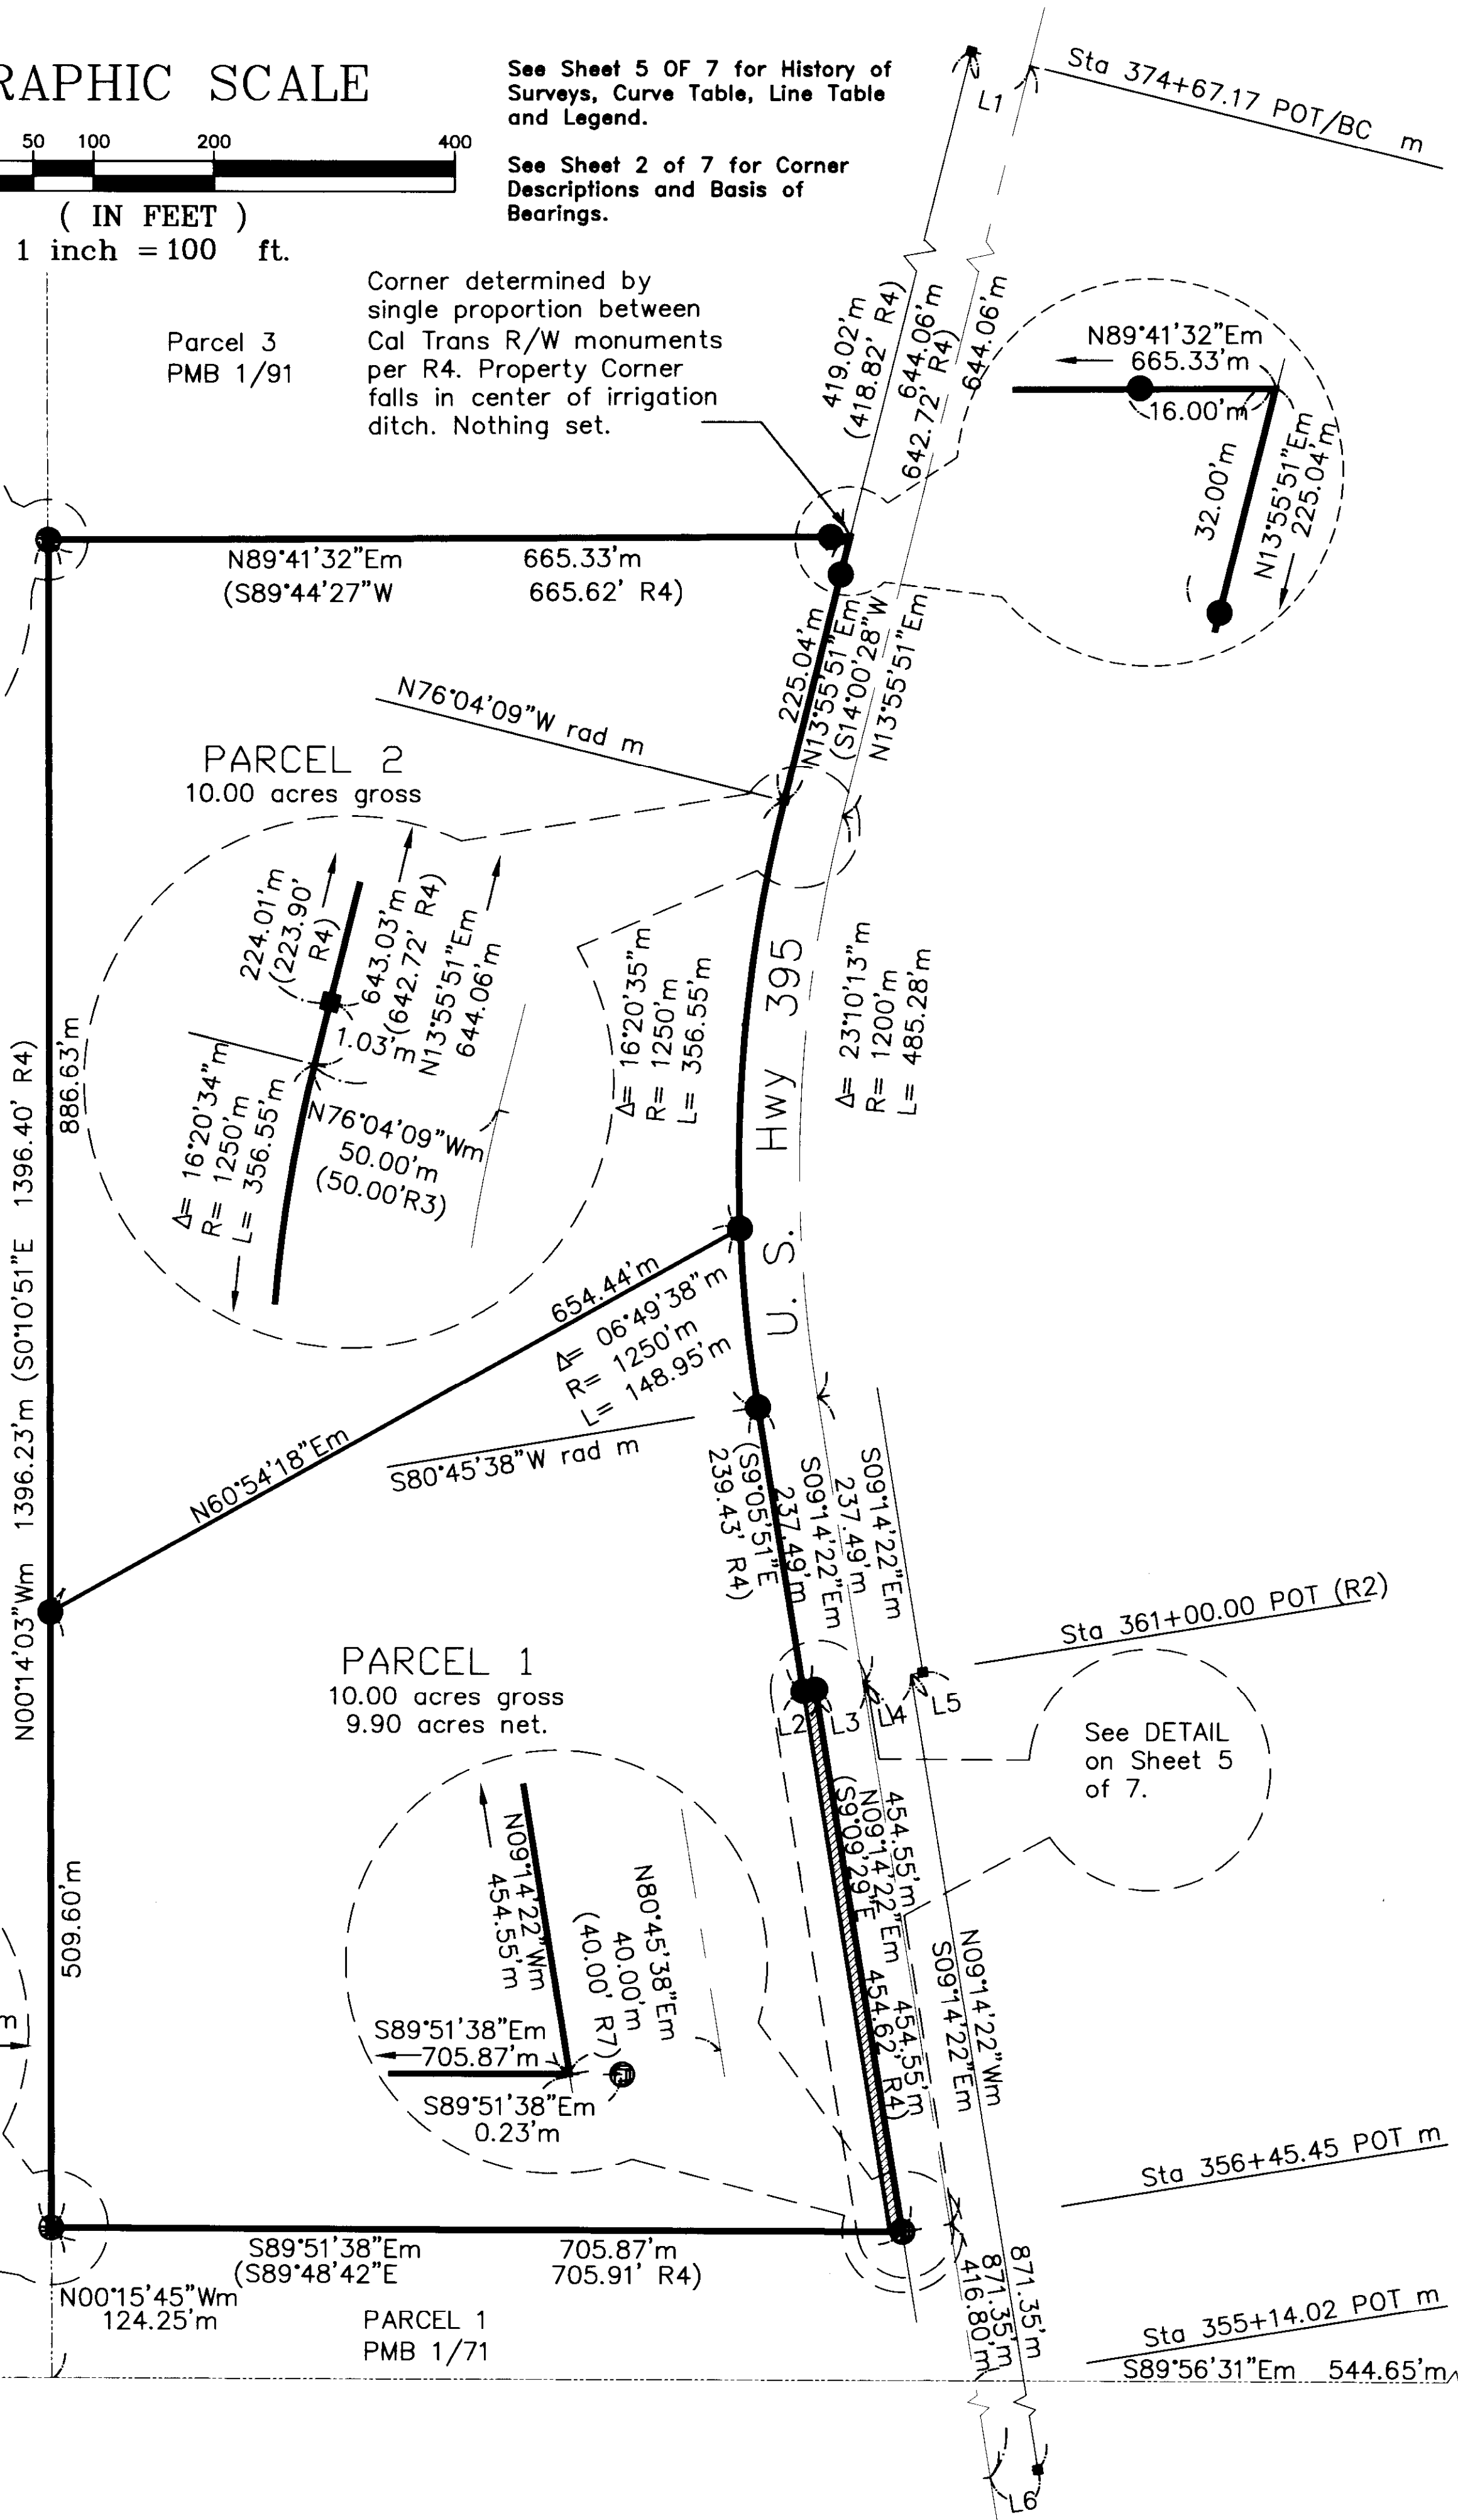 RAPHIC SCALE
50 100 200 400
( IN FEET )
1 inch = 100 ft.
See Sheet 5 OF 7 for History of
Surveys, Curve Table, Line Table
and Legend.
See Sheet 2 of 7 for Corner
Descriptions and Basis of
Bearings.
Sta 374+67.17 POT/BC m
L1
Corner determined by
single proportion between
Cal Trans R/W monuments
per R4. Property Corner
falls in center of irrigation
ditch. Nothing set.
Parcel 3
PMB 1/91
419.02'm
(418.82' R4)
644.06'm
642.72' R4)
644.06'm
N89°41'32"Em
665.33'm
16.00'm
32.00'm
N13°55'51"Em
225.04'm
N89°41'32"Em 665.33'm
(S89°44'27"W 665.62' R4)
225.04'm
N13°55'51"Em
(S14°00'28"W
N13°55'51"Em
N76°04'09"W rad m
PARCEL 2
10.00 acres gross
224.01'm
(223.90'
R4)
643.03'm
(642.72' R4)
N13°55'51"Em
644.06'm
1.03'm
Δ= 16°20'34"m
R= 1250'm
L= 356.55'm
N76°04'09"Wm
50.00'm
(50.00'R3)
Δ= 16°20'35"m
R= 1250'm
L= 356.55'm
U. S. Hwy 395
Δ= 23°10'13"m
R= 1200'm
L= 485.28'm
886.63'm
N00°14'03"Wm 1396.23'm (S0°10'51"E 1396.40' R4)
654.44'm
N60°54'18"Em
Δ= 06°49'38"m
R= 1250'm
L= 148.95'm
S80°45'38"W rad m
239.43' R4)
(S9°05'51"E
237.49'm
S09°14'22"Em
237.49'm
S09°14'22"Em
Sta 361+00.00 POT (R2)
L2 L3 L4 L5
PARCEL 1
10.00 acres gross
9.90 acres net.
See DETAIL
on Sheet 5
of 7.
N09°14'22"Wm
454.55'm
N80°45'38"Em
40.00'm
(40.00' R7)
S89°51'38"Em
705.87'm
S89°51'38"Em
0.23'm
(S9°09'29"E 454.62' R4)
N09°14'22"Em 454.55'm
454.55'm
S09°14'22"Em
N09°14'22"Wm
509.60'm
m
Sta 356+45.45 POT m
S89°51'38"Em 705.87'm
(S89°48'42"E 705.91' R4)
N00°15'45"Wm
124.25'm
PARCEL 1
PMB 1/71
416.80'm
871.35'm
871.35'm
Sta 355+14.02 POT m
S89°56'31"Em 544.65'm
L6